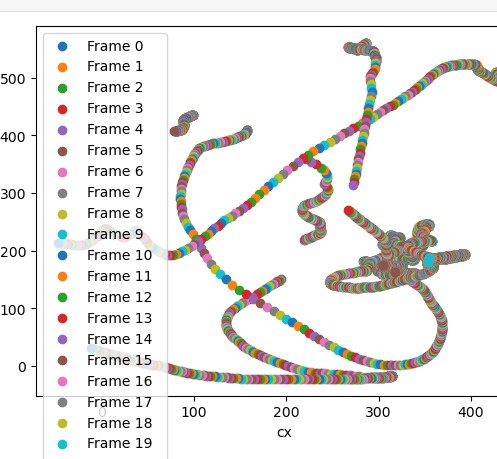 Frame 0
Frame 1
Frame 2
Frame 3
Frame 4
Frame 5
Frame 6
Frame 7
Frame 8
Frame 9
Frame 10
Frame 11
Frame 12
Frame 13
Frame 14
Frame 15
Frame 16
Frame 17
Frame 18
Frame 19
500
400
300
200
100
0
0 100 200 300 400
cx